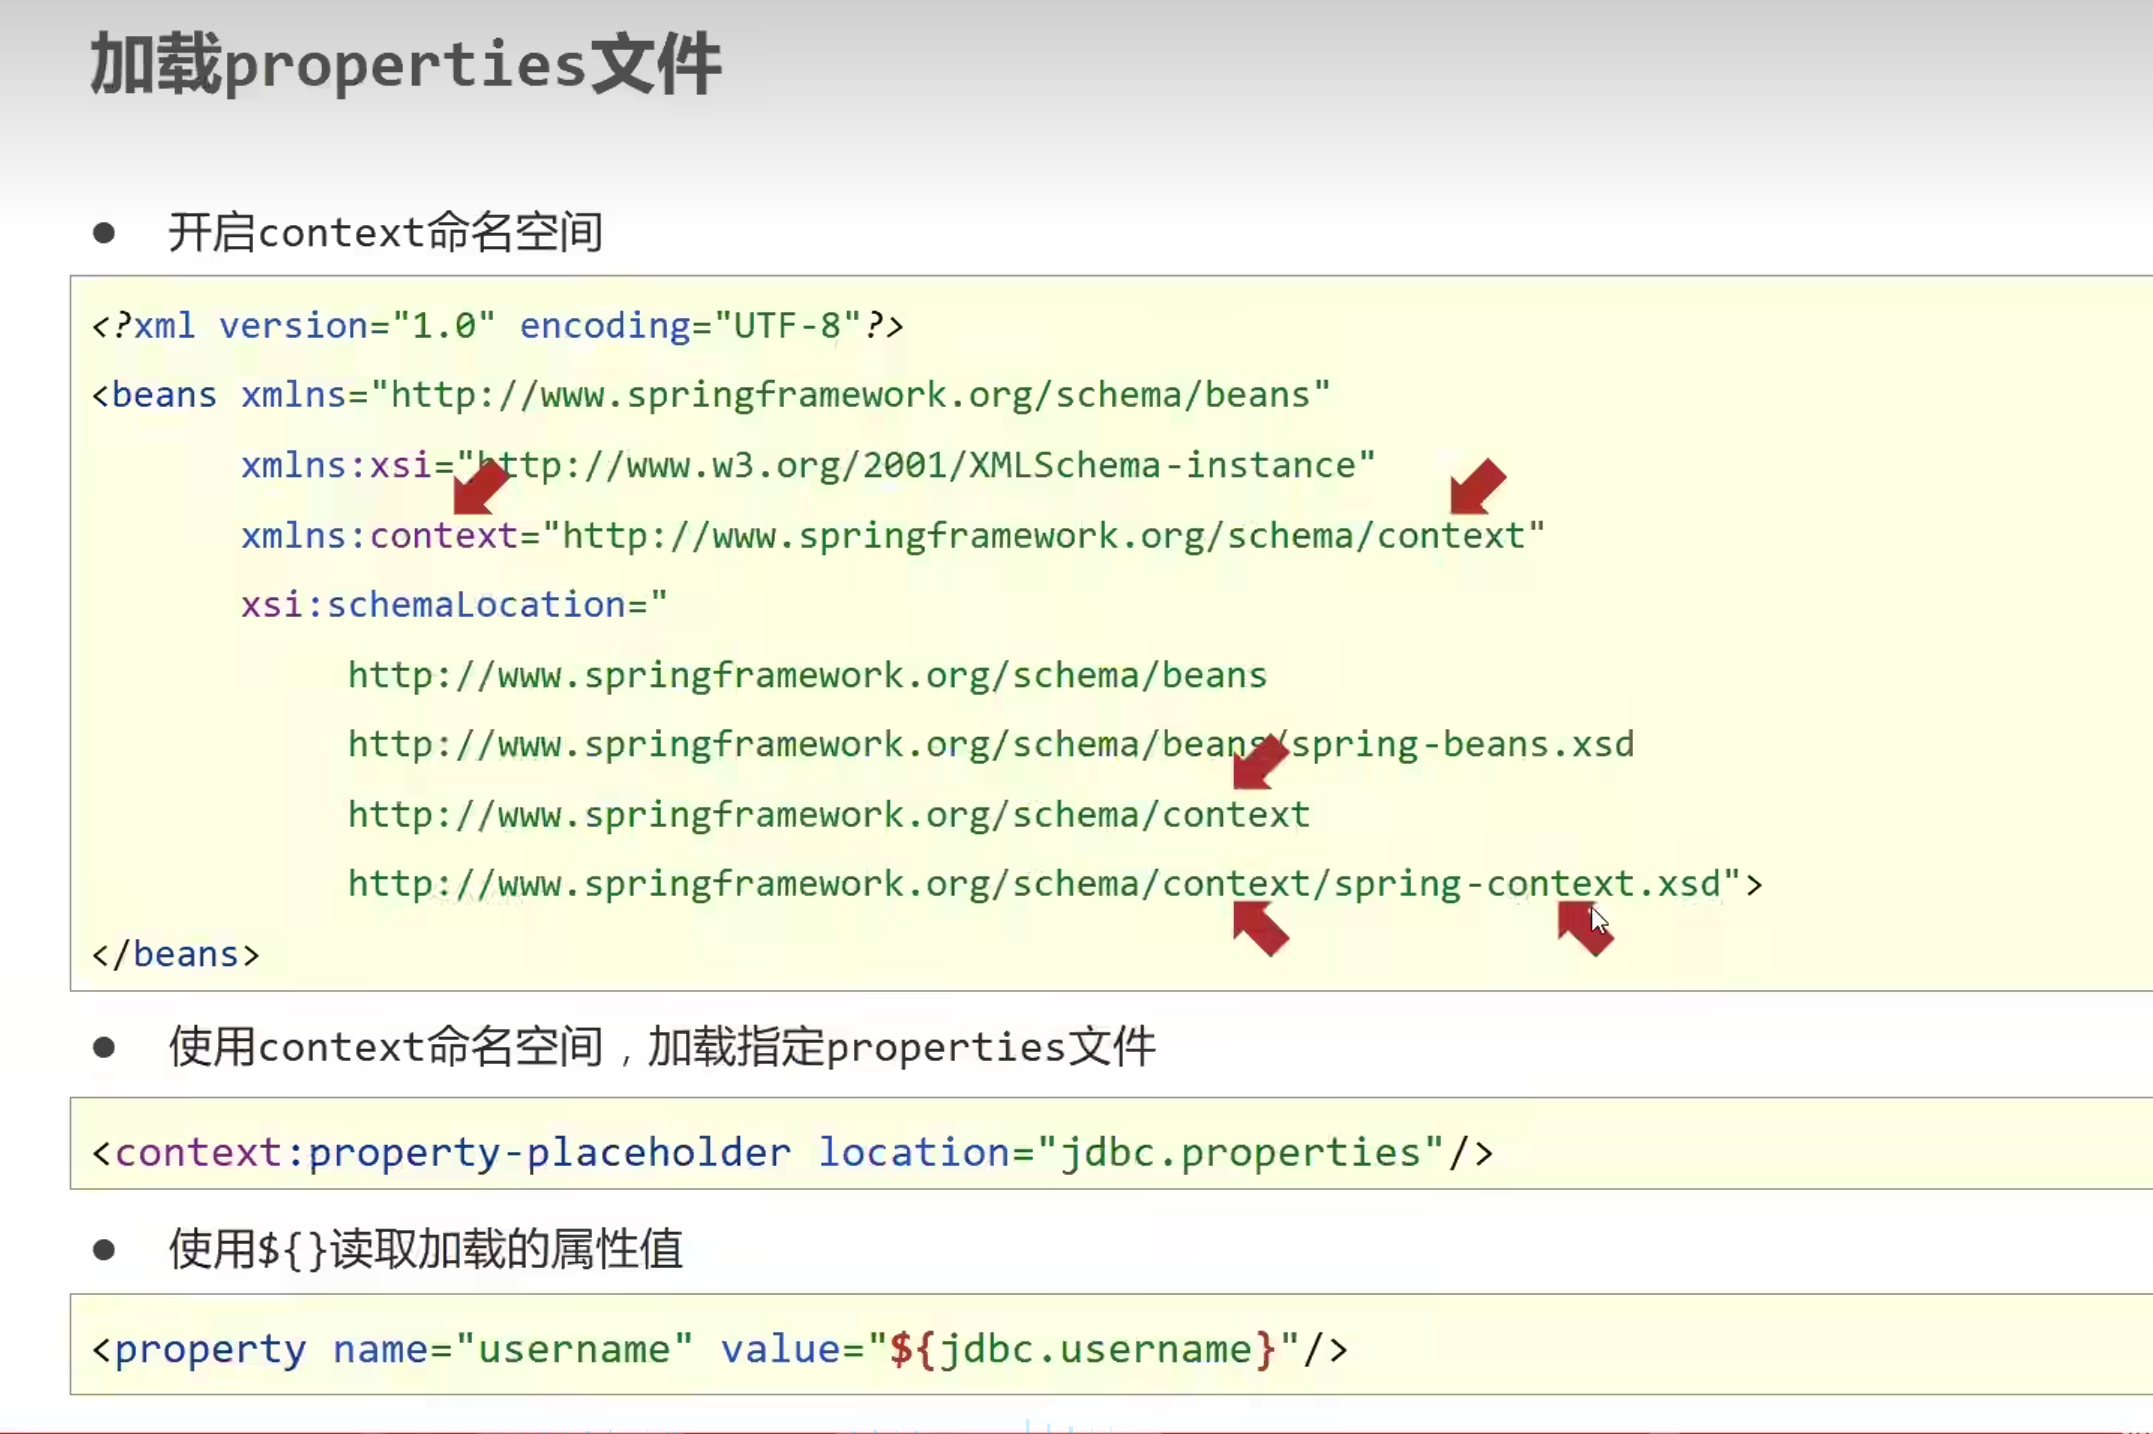 加载properties文件
● 开启context命名空间
<?xml version="1.0" encoding="UTF-8"?>
<beans xmlns="http://www.springframework.org/schema/beans"
xmlns:xsi="http://www.w3.org/2001/XMLSchema-instance"
xmlns:context="http://www.springframework.org/schema/context"
xsi:schemaLocation="
http://www.springframework.org/schema/beans
http://www.springframework.org/schema/beans/spring-beans.xsd
http://www.springframework.org/schema/context
http://www.springframework.org/schema/context/spring-context.xsd">
</beans>
● 使用context命名空间，加载指定properties文件
<context:property-placeholder location="jdbc.properties"/>
● 使用${}读取加载的属性值
<property name="username" value="${jdbc.username}"/>